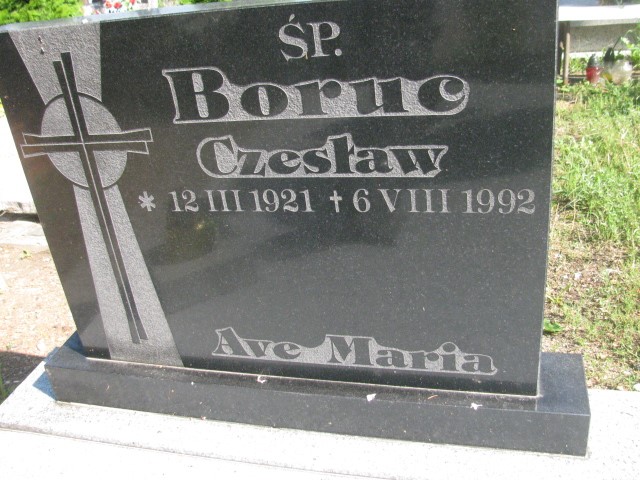 ŚP.
Boruc
Czesław
* 12 III 1921 ✝ 6 VIII 1992
Ave Maria